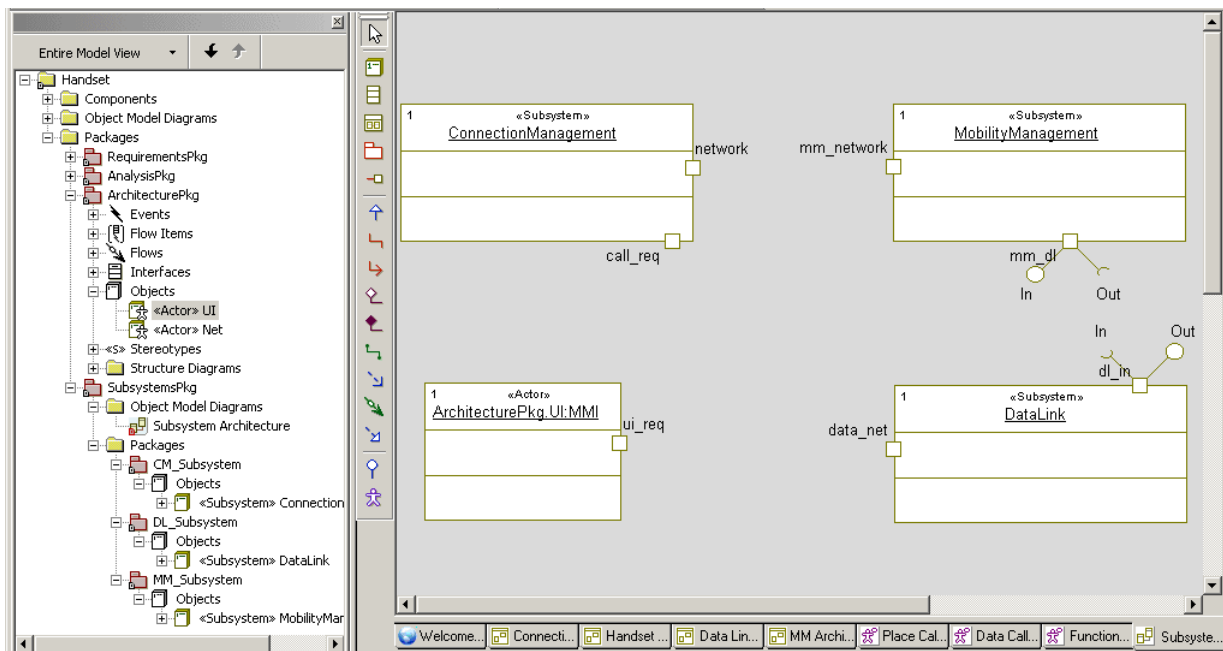 Entire Model View
Handset
Components
Object Model Diagrams
Packages
RequirementsPkg
AnalysisPkg
ArchitecturePkg
Events
Flow Items
Flows
Interfaces
Objects
«Actor» UI
«Actor» Net
«S» Stereotypes
Structure Diagrams
SubsystemsPkg
Object Model Diagrams
Subsystem Architecture
Packages
CM_Subsystem
Objects
«Subsystem» Connection
DL_Subsystem
Objects
«Subsystem» DataLink
MM_Subsystem
Objects
«Subsystem» MobilityMar
1 «Subsystem»
ConnectionManagement
network
call_req
1 «Subsystem»
MobilityManagement
mm_network
mm_dl
In Out
1 «Actor»
ArchitecturePkg.UI:MMI
ui_req
In Out
dl_in
1 «Subsystem»
DataLink
data_net
Welcome... Connecti... Handset ... Data Lin... MM Archi... Place Cal... Data Call... Function... Subsyste...